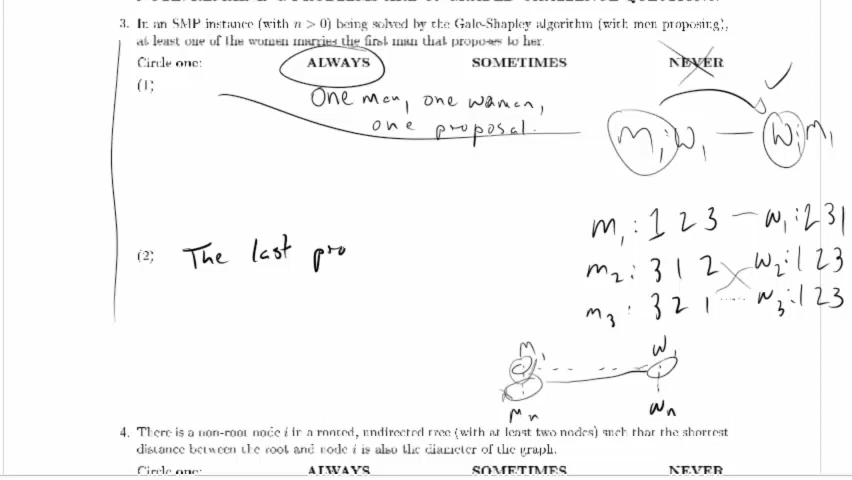 3. In an SMP instance (with n > 0) being solved by the Gale-Shapley algorithm (with men proposing),
at least one of the women marries the first man that proposes to her.
Circle one: ALWAYS SOMETIMES NEVER
(1)
One man, one woman,
one proposal.
M₁: W₁ — W₁: M₁
m₁: 1 2 3 — w₁: 2 3 1
(2) The last pro
m₂: 3 1 2 w₂: 1 2 3
m₃: 3 2 1 w₃: 1 2 3
M₁ W₁
Mn Wn
4. There is a non-root node i in a rooted, undirected tree (with at least two nodes) such that the shortest
distance between the root and node i is also the diameter of the graph.
Circle one: ALWAYS SOMETIMES NEVER